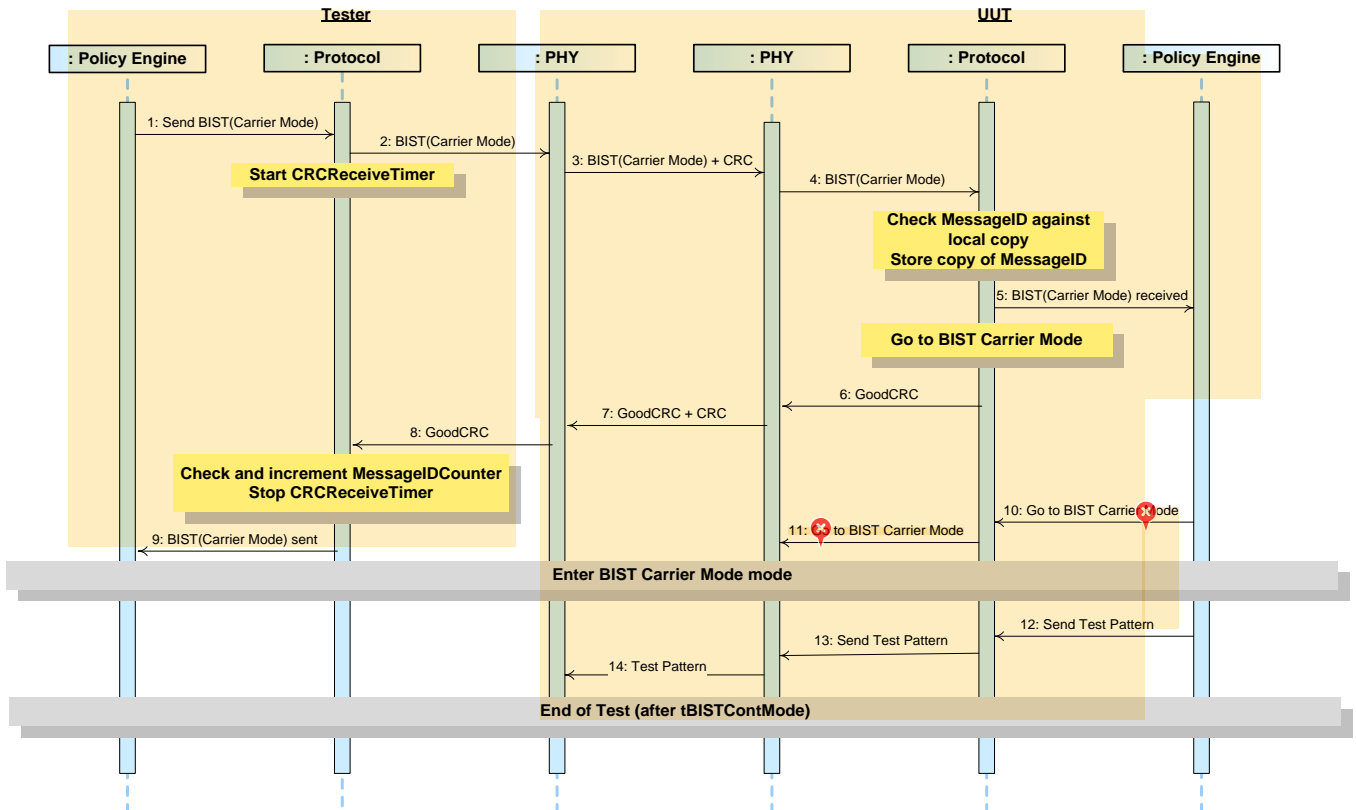 Tester
UUT
: Policy Engine
: Protocol
: PHY
: PHY
: Protocol
: Policy Engine
1: Send BIST(Carrier Mode)
2: BIST(Carrier Mode)
3: BIST(Carrier Mode) + CRC
Start CRCReceiveTimer
4: BIST(Carrier Mode)
Check MessageID against
local copy
Store copy of MessageID
5: BIST(Carrier Mode) received
Go to BIST Carrier Mode
6: GoodCRC
7: GoodCRC + CRC
8: GoodCRC
Check and increment MessageIDCounter
Stop CRCReceiveTimer
10: Go to BIST Carrier Mode
11: Go to BIST Carrier Mode
9: BIST(Carrier Mode) sent
Enter BIST Carrier Mode mode
12: Send Test Pattern
13: Send Test Pattern
14: Test Pattern
End of Test (after tBISTContMode)